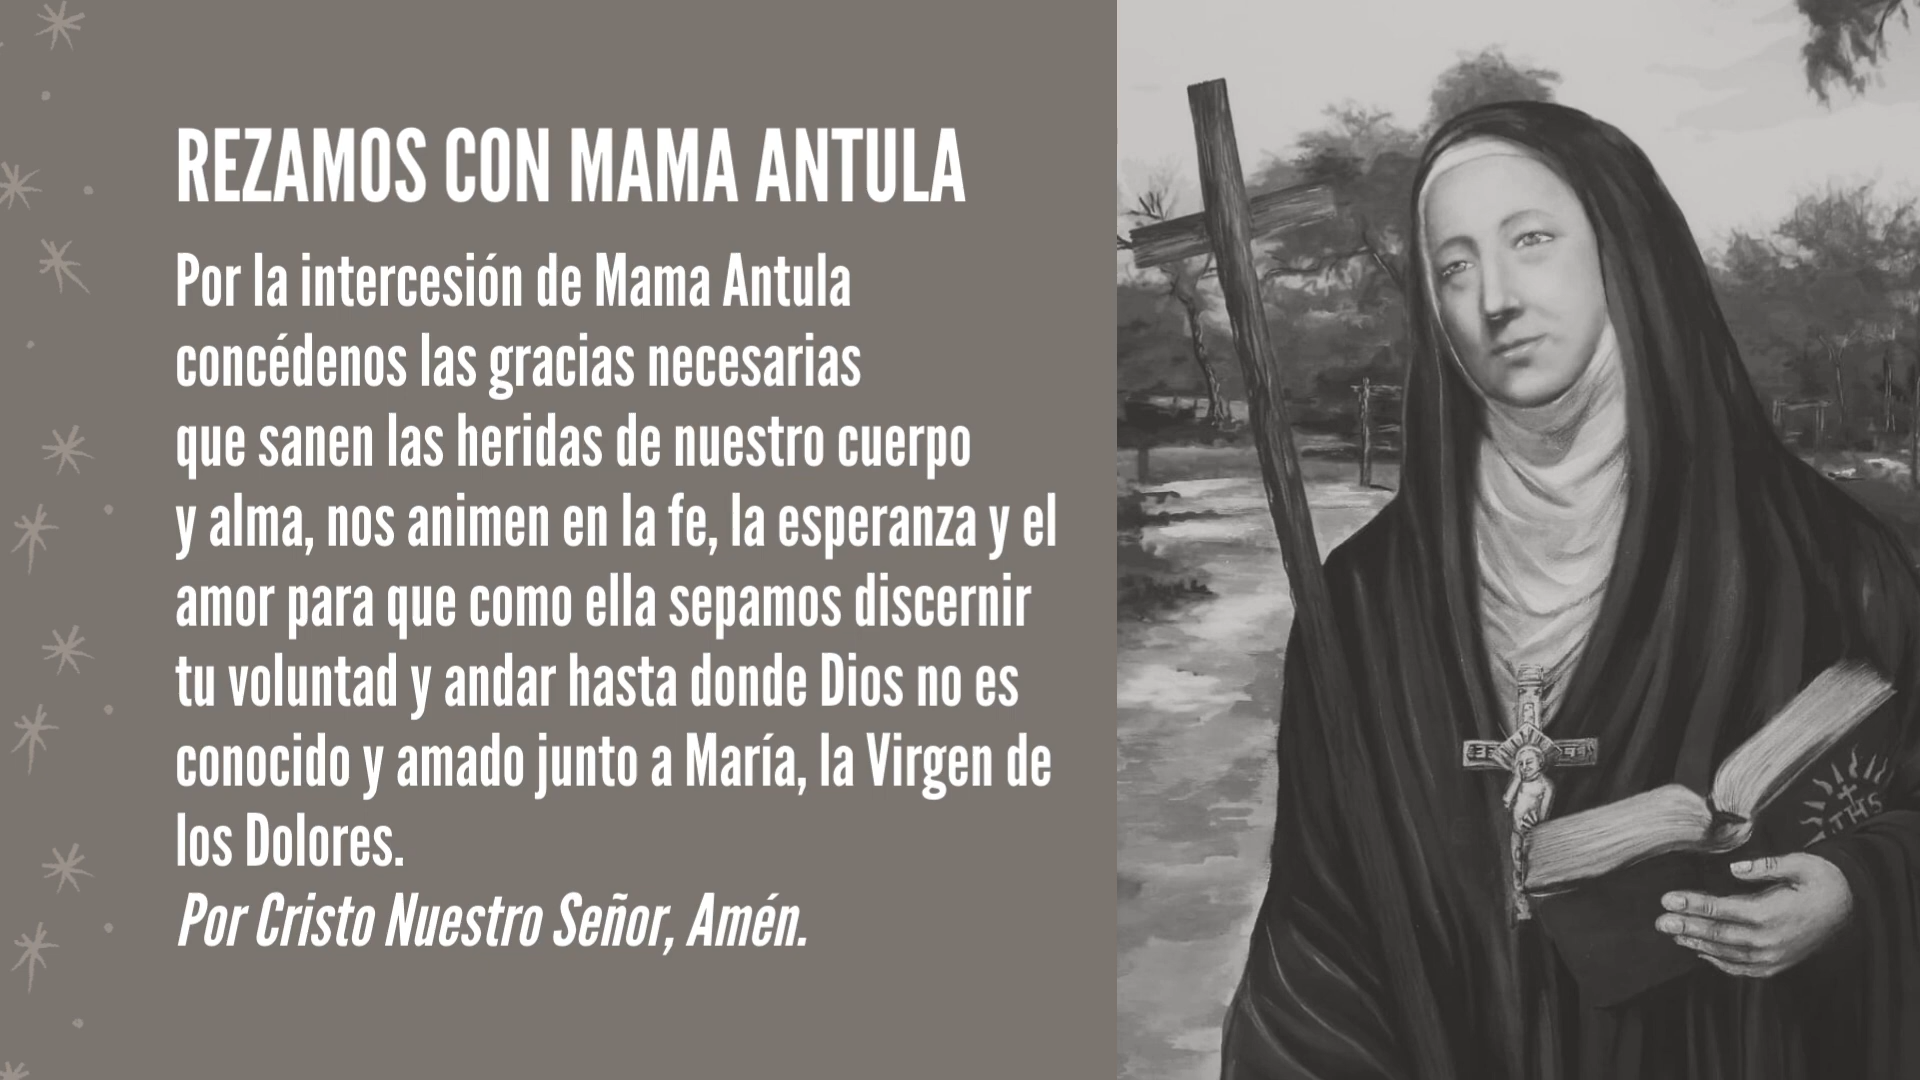 REZAMOS CON MAMA ANTULA
Por la intercesión de Mama Antula
concédenos las gracias necesarias
que sanen las heridas de nuestro cuerpo
y alma, nos animen en la fe, la esperanza y el
amor para que como ella sepamos discernir
tu voluntad y andar hasta donde Dios no es
conocido y amado junto a María, la Virgen de
los Dolores.
Por Cristo Nuestro Señor, Amén.
JHS